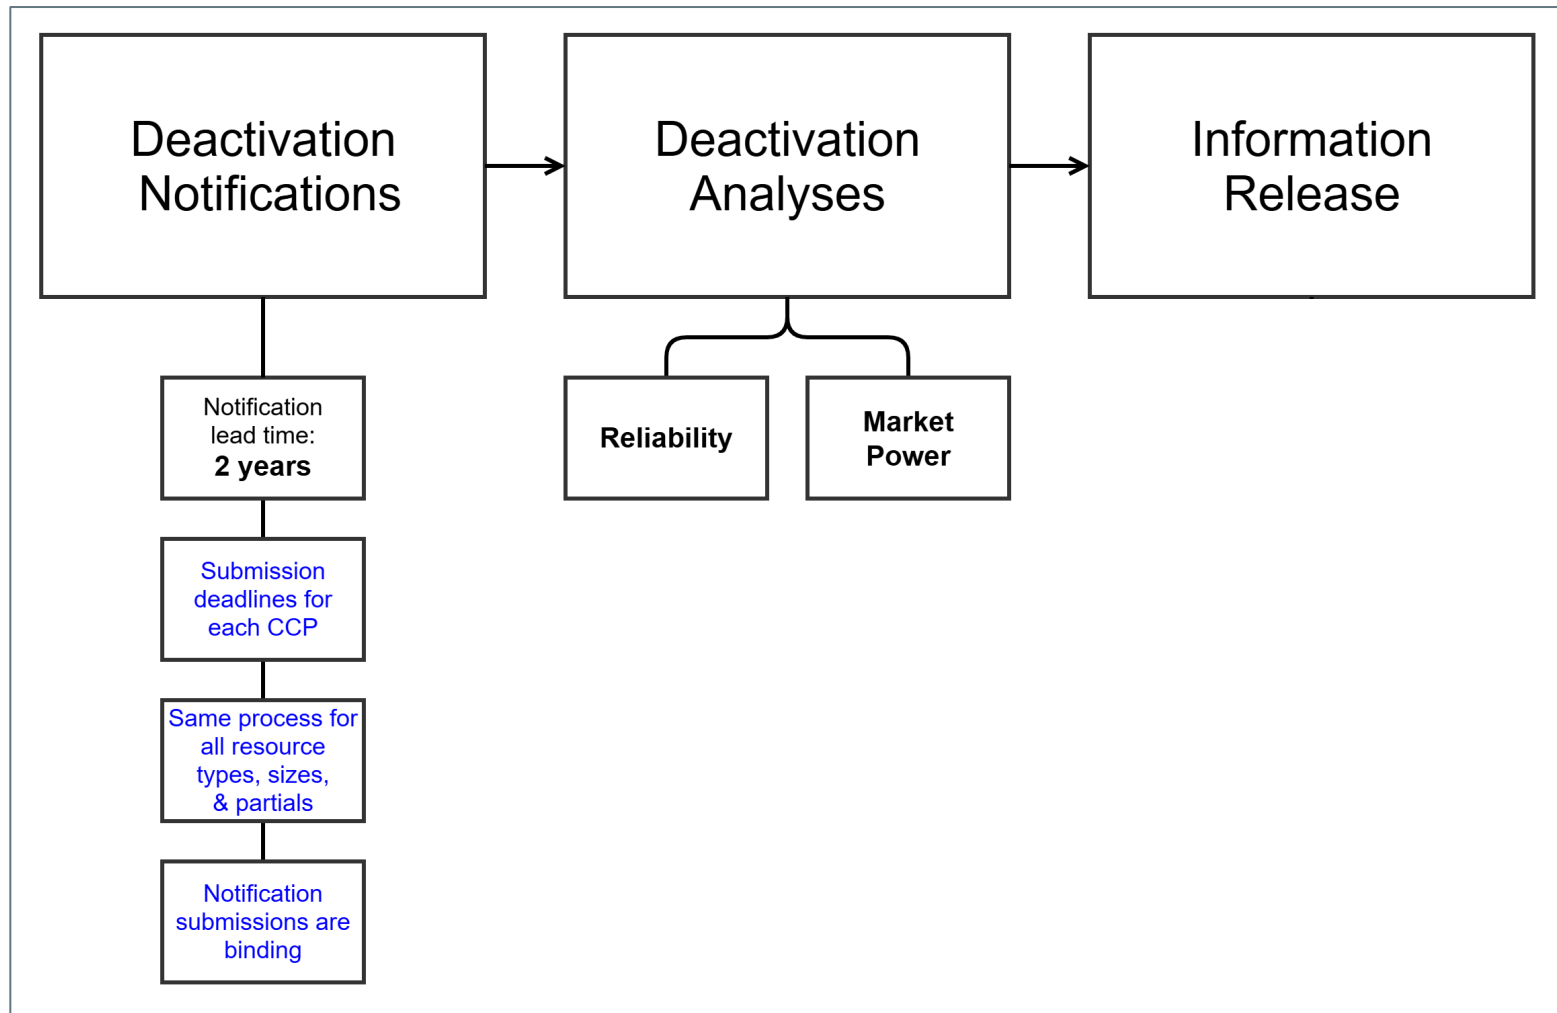 Deactivation
Notifications
Deactivation
Analyses
Information
Release
Notification
lead time:
2 years
Submission
deadlines for
each CCP
Same process for
all resource
types, sizes,
& partials
Notification
submissions are
binding
Reliability
Market
Power